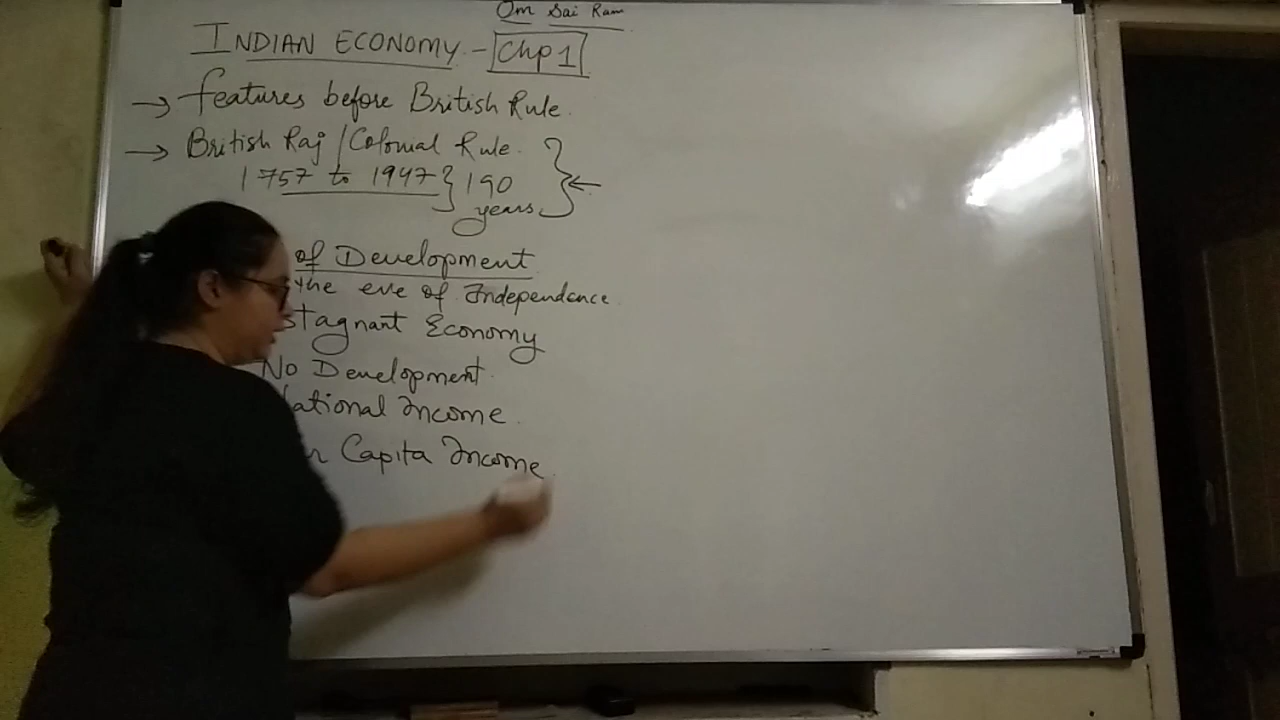 Om Sai Ram
INDIAN ECONOMY - Chp 1
→ features before British Rule.
→ British Raj / Colonial Rule.
1757 to 1947 } 190 years } ←
of Development
the eve of Independence
Stagnant Economy
No Development.
National Income.
Capita Income